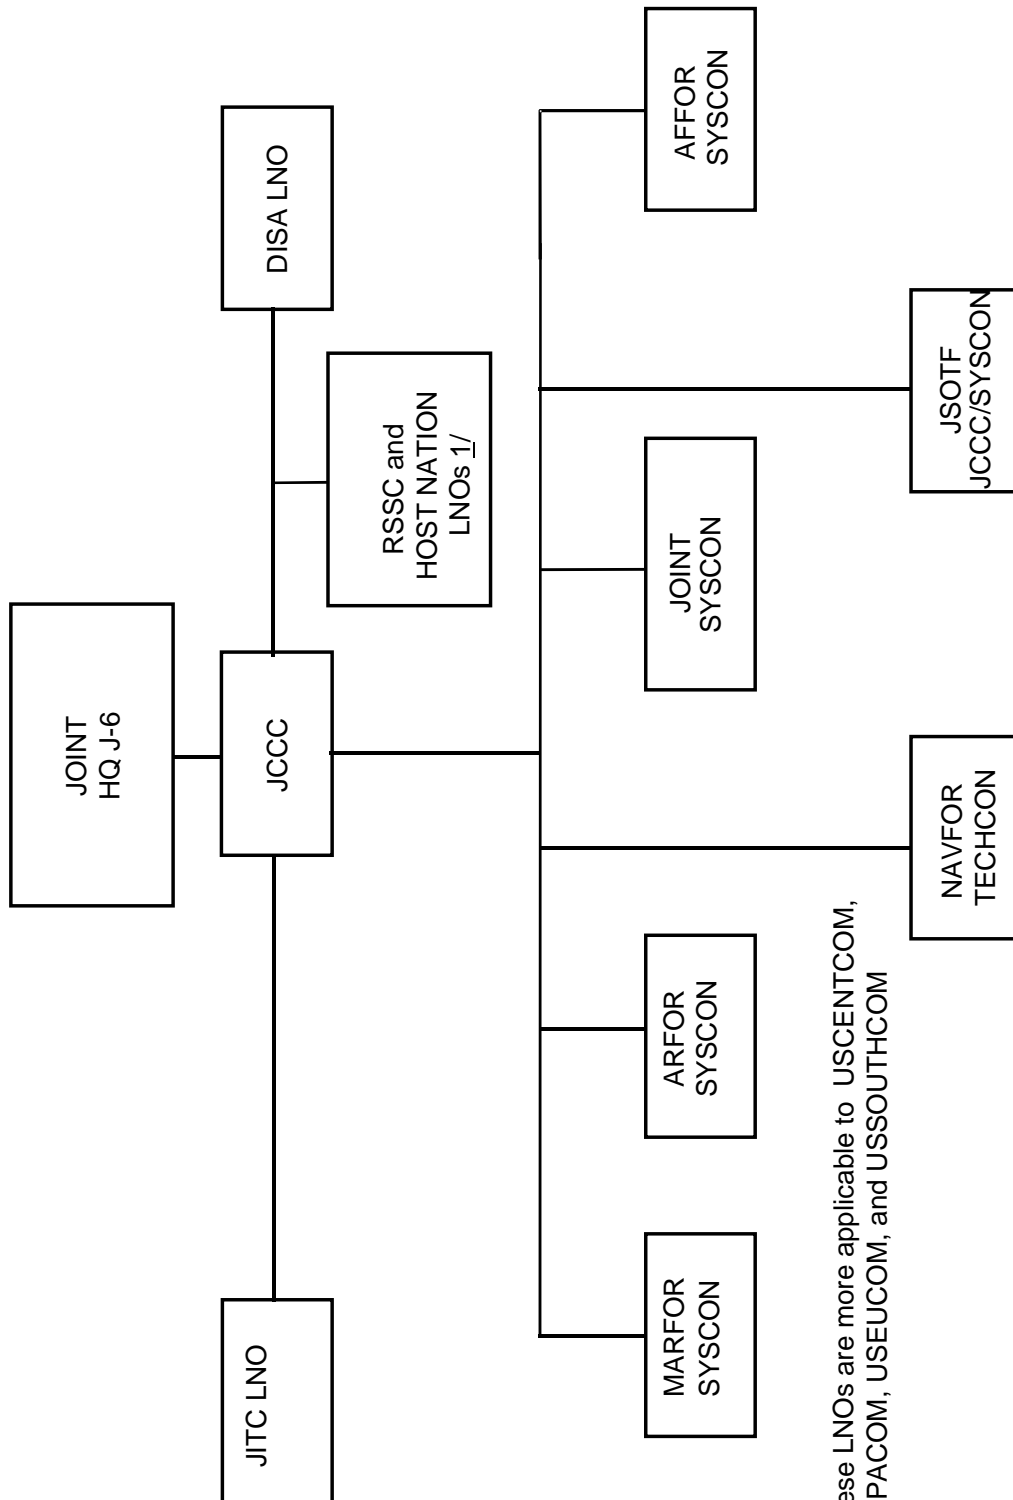 JOINT
HQ J-6
JITC LNO
JCCC
DISA LNO
RSSC and
HOST NATION
LNOs 1/
MARFOR
SYSCON
ARFOR
SYSCON
JOINT
SYSCON
AFFOR
SYSCON
NAVFOR
TECHCON
JSOTF
JCCC/SYSCON
LNOs are more applicable to USCENTCOM,
USEUCOM, and USSOUTHCOM